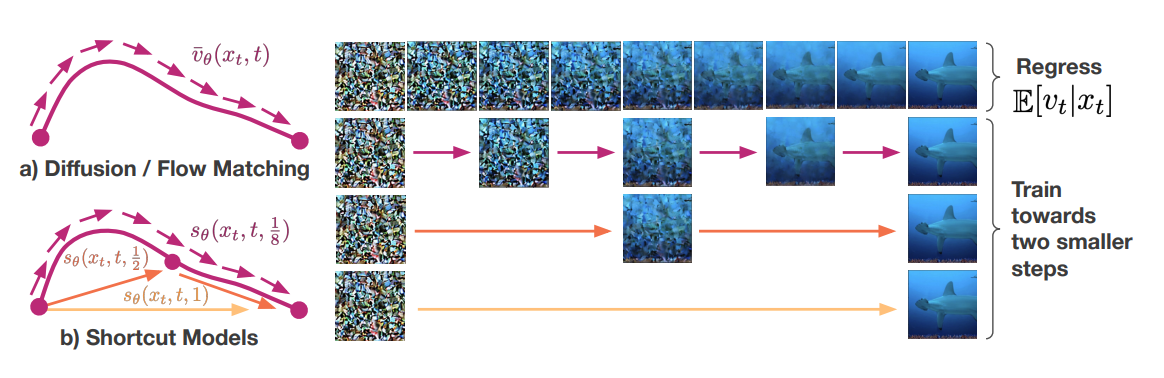 v̄θ(xt, t)
a) Diffusion / Flow Matching
sθ(xt, t, 1/8)
sθ(xt, t, 1/2)
sθ(xt, t, 1)
b) Shortcut Models
Regress
𝔼[vt|xt]
Train
towards
two smaller
steps